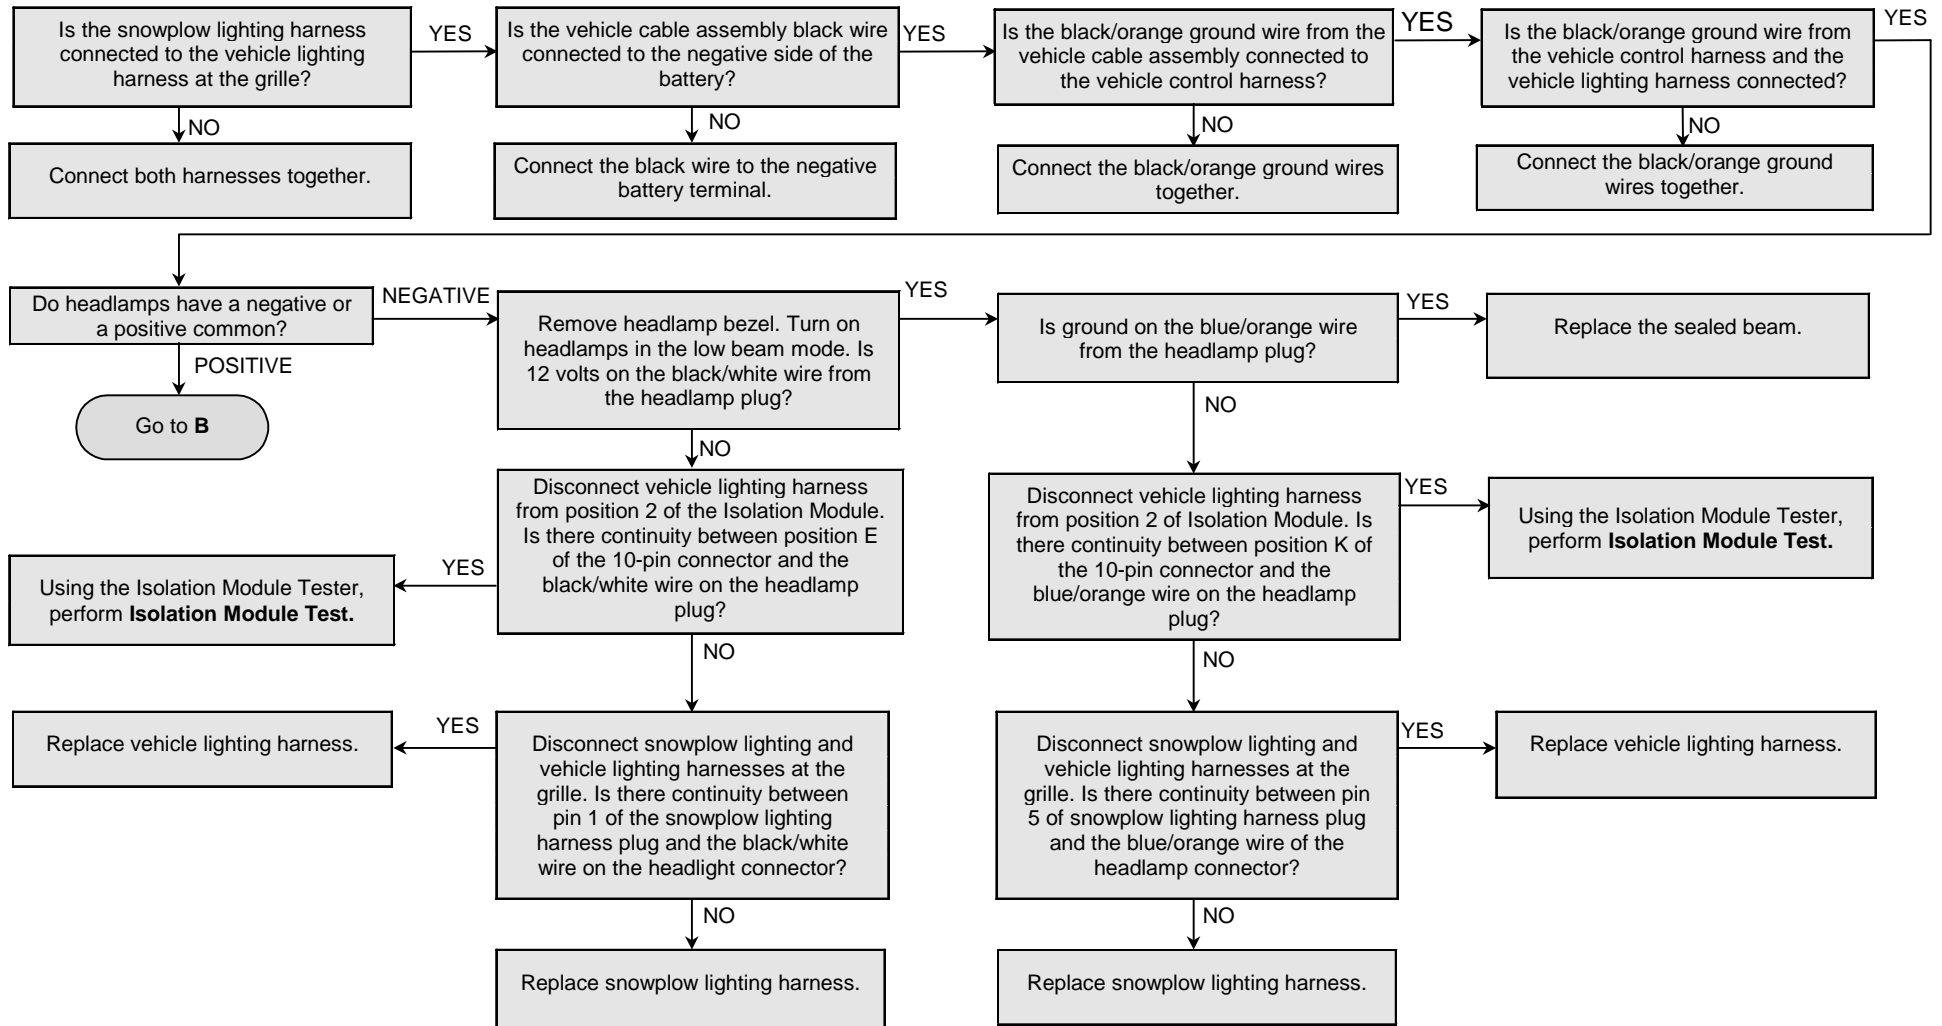 Is the snowplow lighting harness
connected to the vehicle lighting
harness at the grille?
YES
Is the vehicle cable assembly black wire
connected to the negative side of the
battery?
YES
Is the black/orange ground wire from the
vehicle cable assembly connected to
the vehicle control harness?
YES
Is the black/orange ground wire from
the vehicle control harness and the
vehicle lighting harness connected?
YES
NO
NO
NO
NO
Connect both harnesses together.
Connect the black wire to the negative
battery terminal.
Connect the black/orange ground wires
together.
Connect the black/orange ground
wires together.
Do headlamps have a negative or
a positive common?
NEGATIVE
POSITIVE
Go to B
Remove headlamp bezel. Turn on
headlamps in the low beam mode. Is
12 volts on the black/white wire from
the headlamp plug?
YES
Is ground on the blue/orange wire
from the headlamp plug?
YES
Replace the sealed beam.
NO
NO
Disconnect vehicle lighting harness
from position 2 of the Isolation Module.
Is there continuity between position E
of the 10-pin connector and the
black/white wire on the headlamp
plug?
YES
Using the Isolation Module Tester,
perform Isolation Module Test.
Disconnect vehicle lighting harness
from position 2 of Isolation Module. Is
there continuity between position K of
the 10-pin connector and the
blue/orange wire on the headlamp
plug?
YES
Using the Isolation Module Tester,
perform Isolation Module Test.
NO
NO
Replace vehicle lighting harness.
YES
Disconnect snowplow lighting and
vehicle lighting harnesses at the
grille. Is there continuity between
pin 1 of the snowplow lighting
harness plug and the black/white
wire on the headlight connector?
Disconnect snowplow lighting and
vehicle lighting harnesses at the
grille. Is there continuity between pin
5 of snowplow lighting harness plug
and the blue/orange wire of the
headlamp connector?
YES
Replace vehicle lighting harness.
NO
NO
Replace snowplow lighting harness.
Replace snowplow lighting harness.